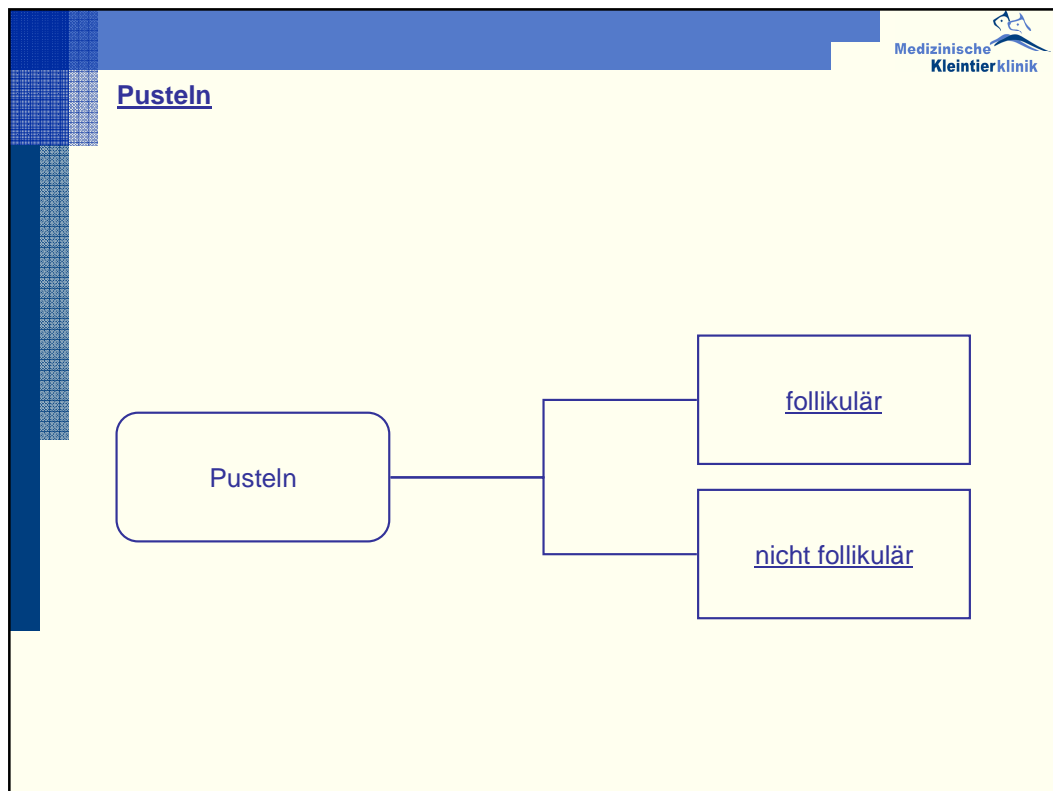 Medizinische
Kleintierklinik
Pusteln
Pusteln
follikulär
nicht follikulär